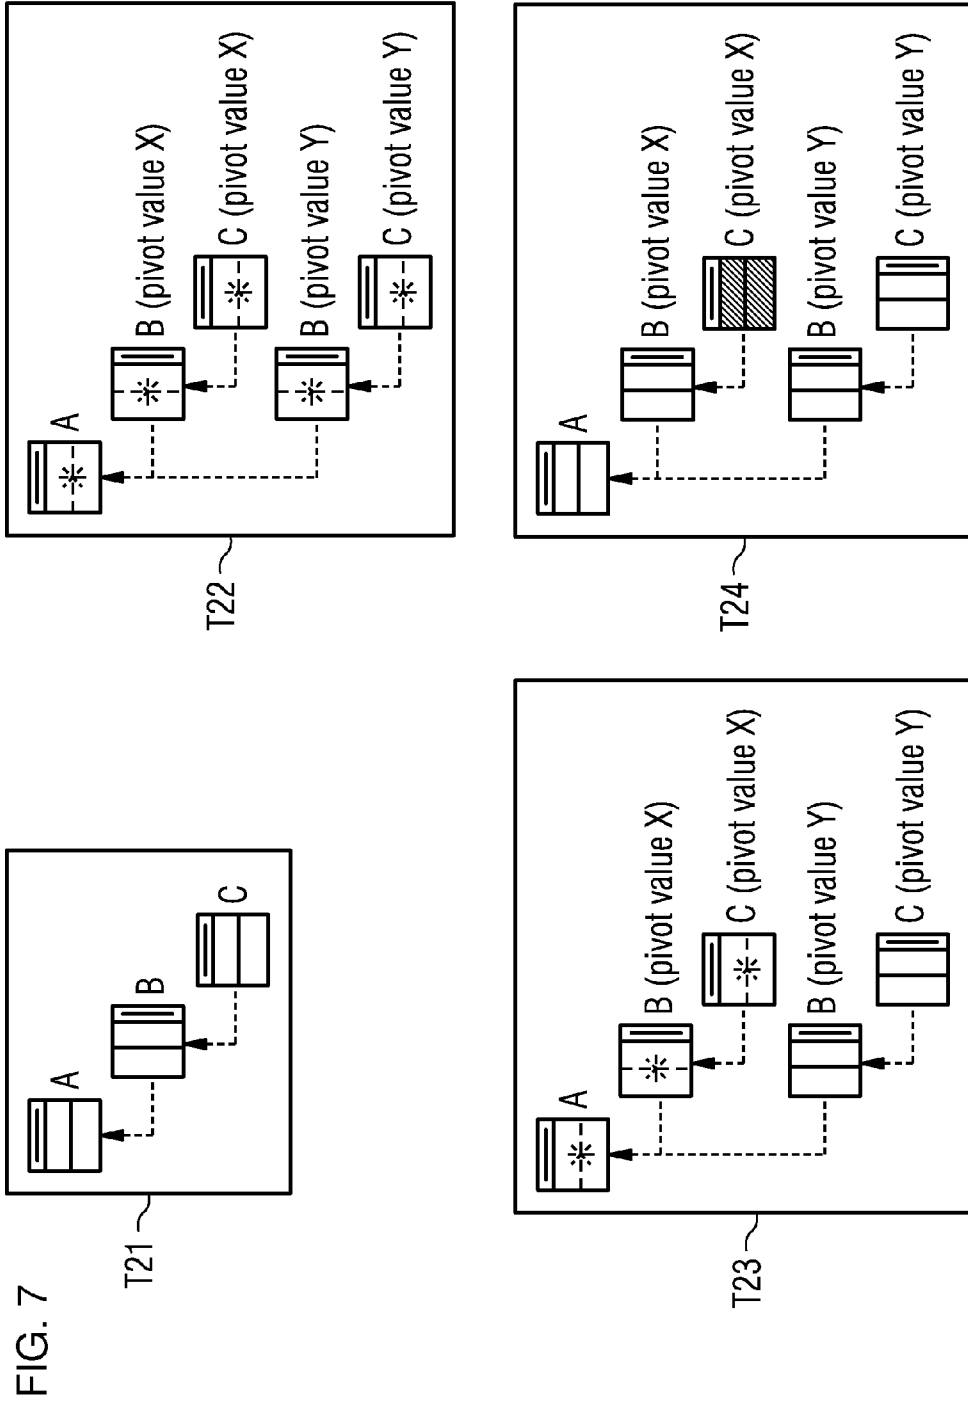 FIG. 7
T21
A
B
C
T22
A
B (pivot value X)
C (pivot value X)
B (pivot value Y)
C (pivot value Y)
T23
A
B (pivot value X)
C (pivot value X)
B (pivot value Y)
C (pivot value Y)
T24
A
B (pivot value X)
C (pivot value X)
B (pivot value Y)
C (pivot value Y)